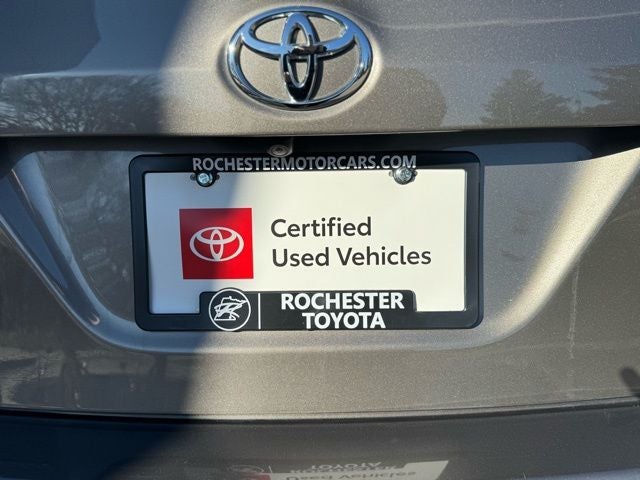 ROCHESTERMOTORCARS.COM
Certified
Used Vehicles
ROCHESTER
TOYOTA